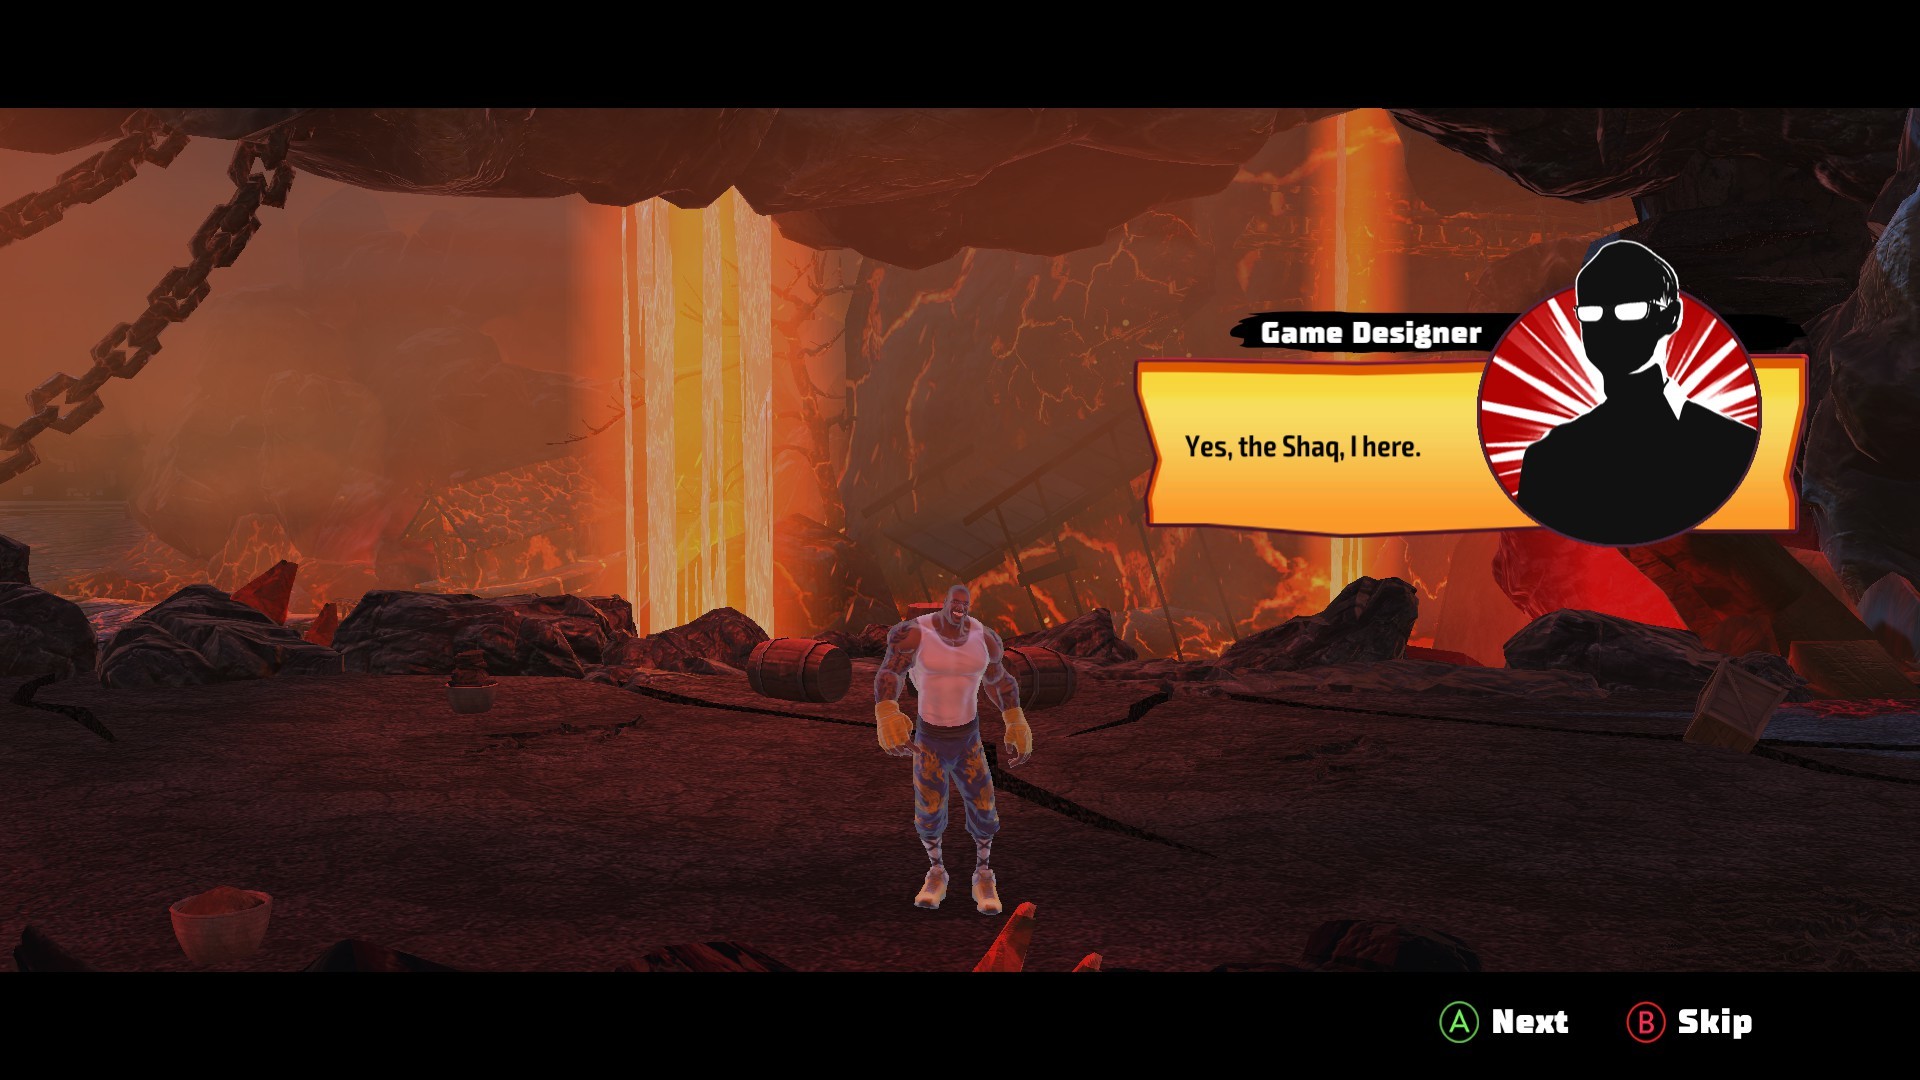 Game Designer
Yes, the Shaq, I here.
A Next B Skip